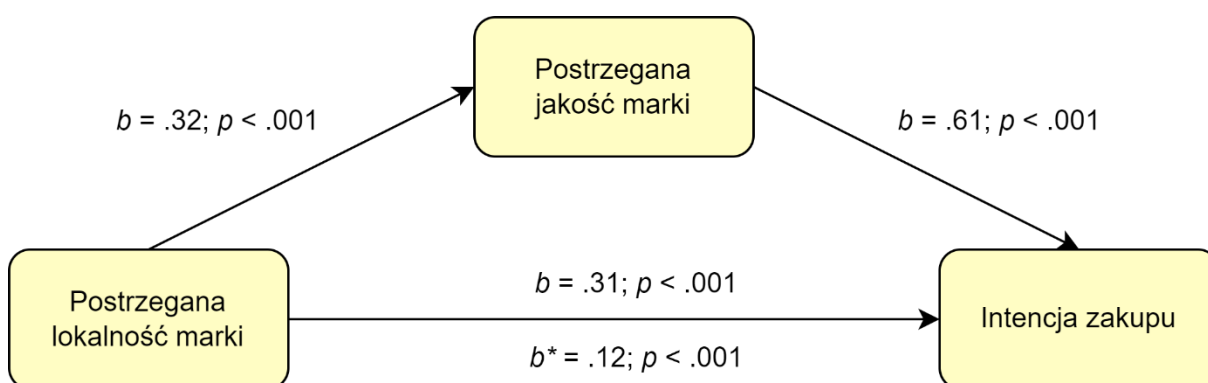 Postrzegana
jakość marki
b = .32; p < .001
b = .61; p < .001
Postrzegana
lokalność marki
b = .31; p < .001
b* = .12; p < .001
Intencja zakupu